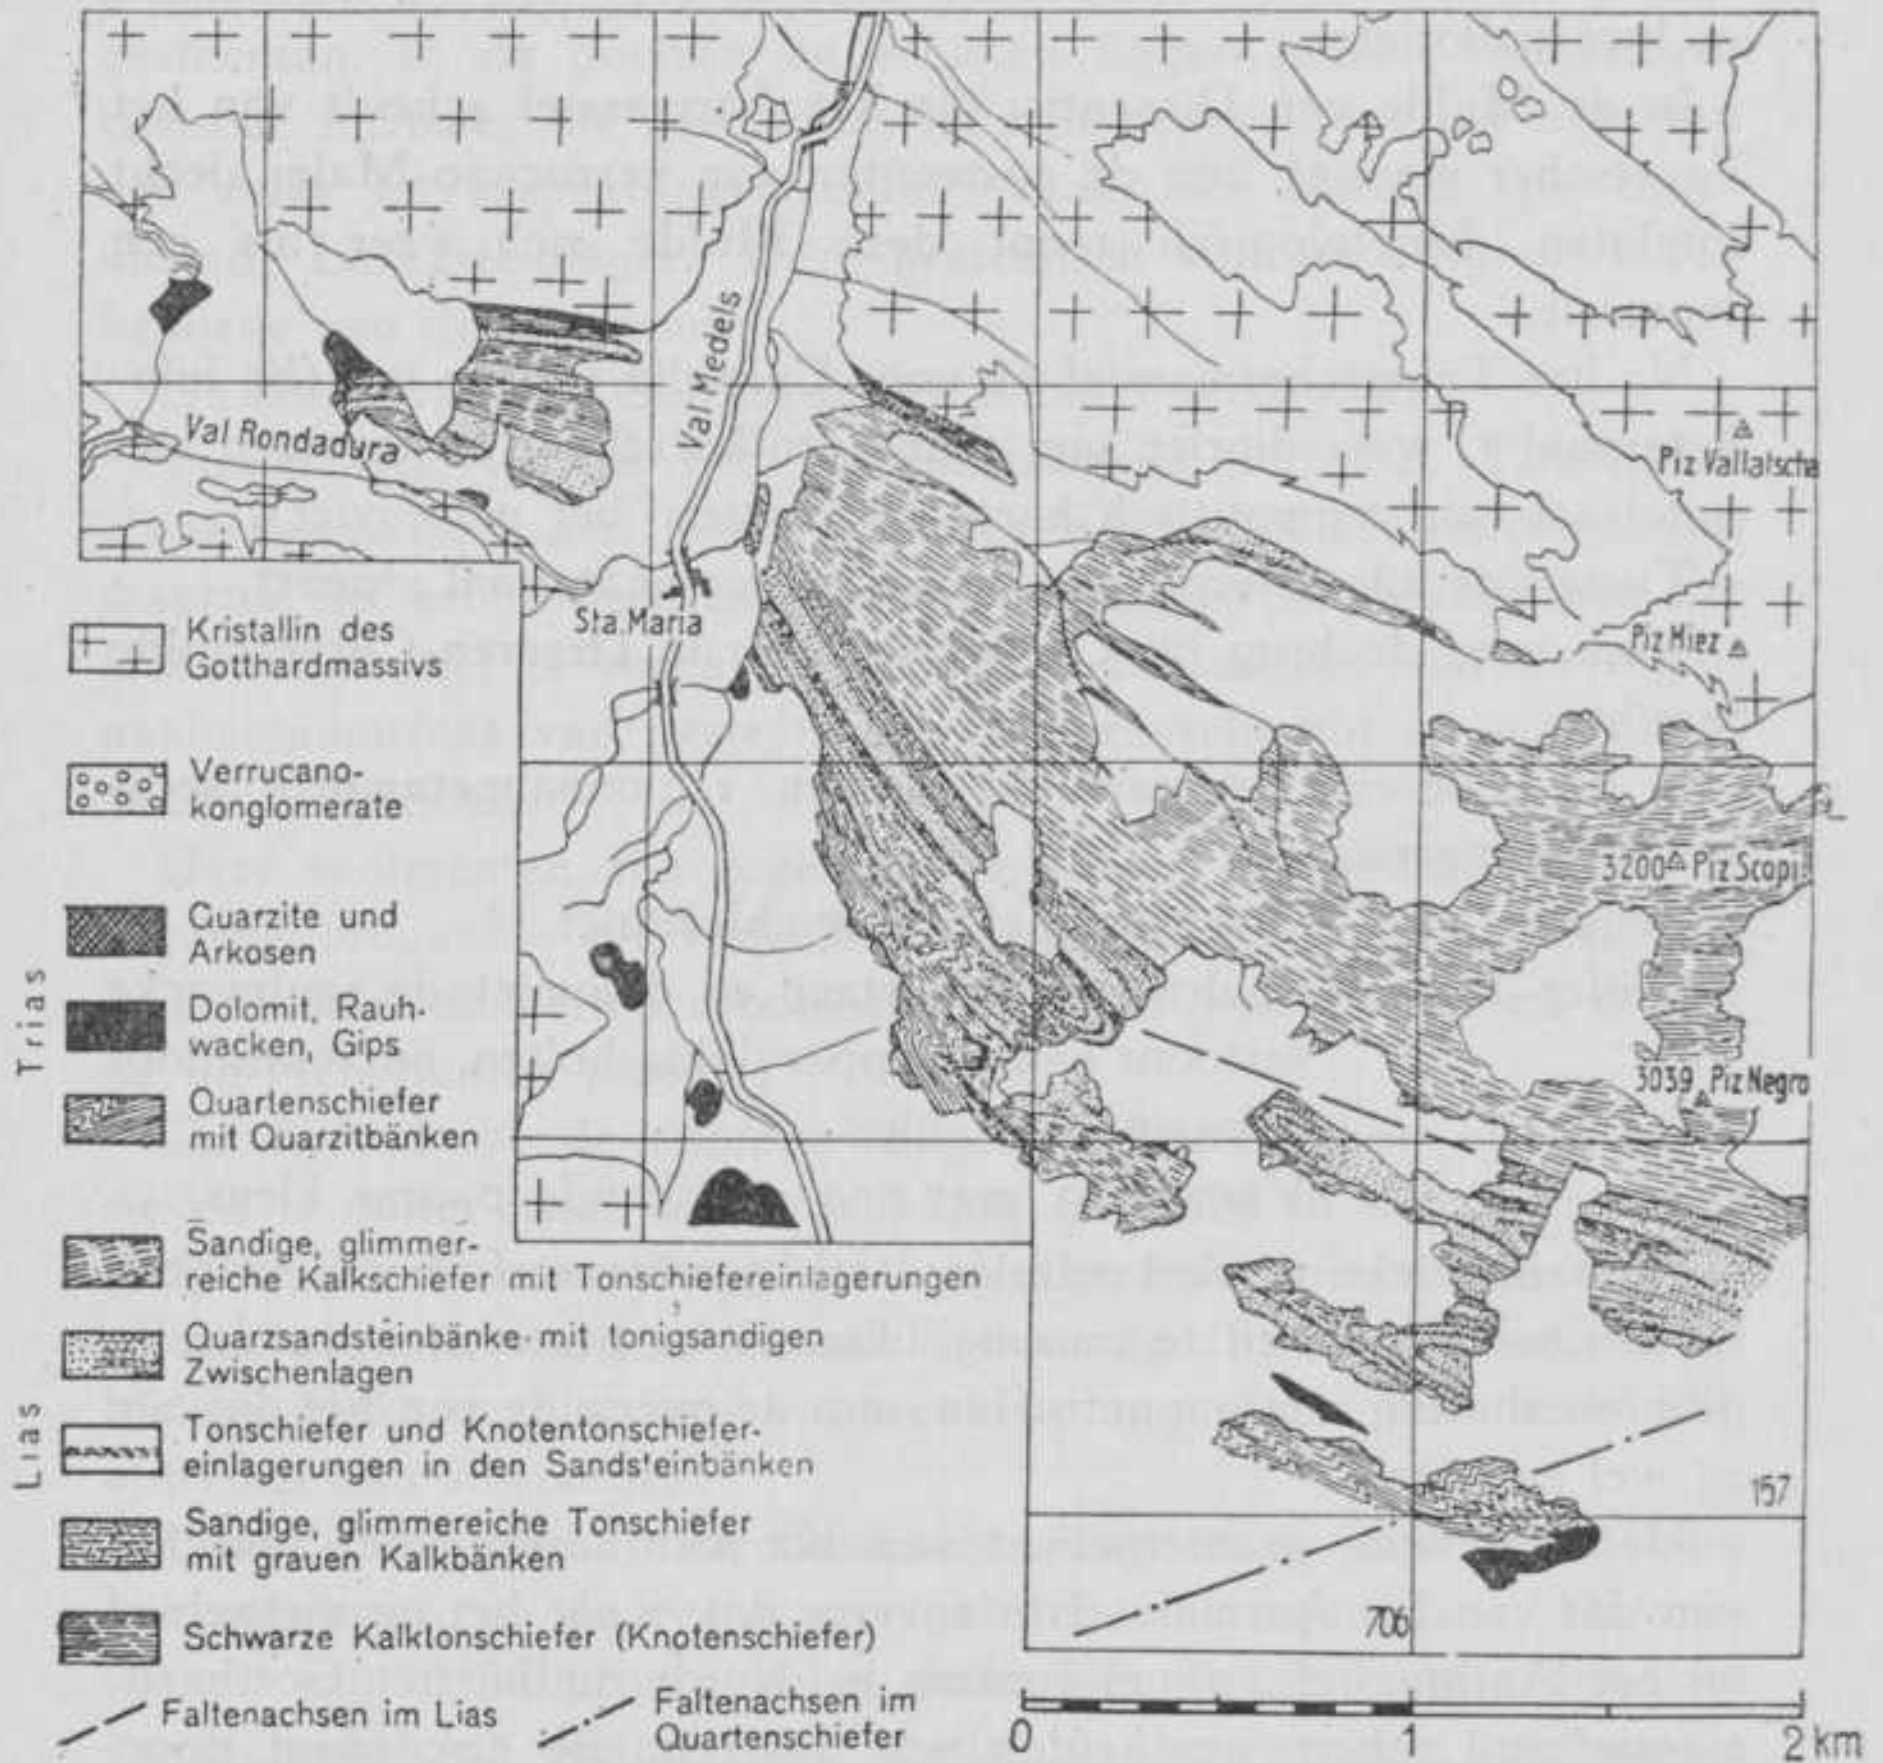 Val Medels
Val Rondadura
Piz Vallatscha
Sta. Maria
Piz Miez
3200 Piz Scopi
3039 Piz Negro
157
706
Kristallin des
Gotthardmassivs
Verrucano-
konglomerate
Trias
Quarzite und
Arkosen
Dolomit, Rauh-
wacken, Gips
Quartenschiefer
mit Quarzitbänken
Lias
Sandige, glimmer-
reiche Kalkschiefer mit Tonschiefereinlagerungen
Quarzsandsteinbänke mit tonigsandigen
Zwischenlagen
Tonschiefer und Knotentonschiefer-
einlagerungen in den Sandsteinbänken
Sandige, glimmereiche Tonschiefer
mit grauen Kalkbänken
Schwarze Kalktonschiefer (Knotenschiefer)
Faltenachsen im Lias
Faltenachsen im
Quartenschiefer
0 1 2 km